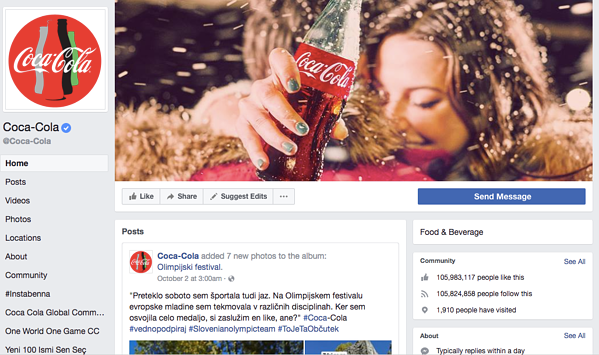 Coca-Cola
Coca-Cola
Coca-Cola
@Coca-Cola
Home
Posts
Videos
Photos
Locations
About
Community
#Instabenna
Coca Cola Global Comm...
One World One Game CC
Yeni 100 Ismi Sen Seç
Like
Share
Suggest Edits
Send Message
Posts
Coca-Cola added 7 new photos to the album:
Olimpijski festival.
October 2 at 3:00am
"Preteklo soboto sem športala tudi jaz. Na Olimpijskem festivalu
evropske mladine sem tekmovala v različnih disciplinah. Ker sem
osvojila celo medaljo, si zaslužim en like, ane?" #Coca-Cola
#vednopodpiraj #Slovenianolympicteam #ToJeTaObčutek
Food & Beverage
Community
See All
105,983,117 people like this
105,824,858 people follow this
1,910 people have visited
About
See All
Typically replies within a day